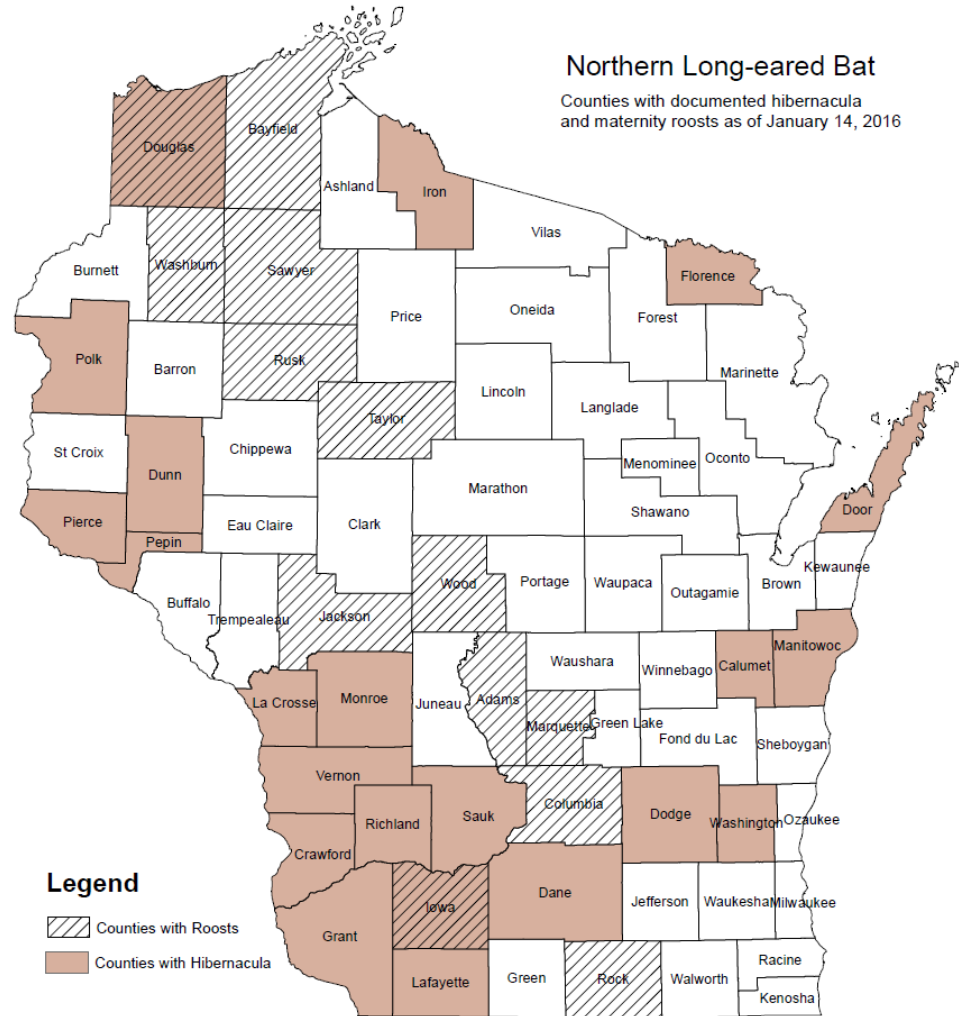 Northern Long-eared Bat
Counties with documented hibernacula
and maternity roosts as of January 14, 2016
Bayfield
Douglas
Ashland
Iron
Vilas
Burnett
Washburn
Sawyer
Florence
Price
Oneida
Forest
Polk
Barron
Rusk
Marinette
Lincoln
Langlade
Taylor
St Croix
Chippewa
Dunn
Menominee
Oconto
Marathon
Shawano
Door
Pierce
Eau Claire
Clark
Pepin
Kewaunee
Buffalo
Trempealeau
Jackson
Wood
Portage
Waupaca
Outagamie
Brown
Waushara
Winnebago
Calumet
Manitowoc
La Crosse
Monroe
Juneau
Adams
Marquette
Green Lake
Fond du Lac
Sheboygan
Vernon
Richland
Sauk
Columbia
Dodge
Washington
Ozaukee
Crawford
Dane
Jefferson
Waukesha
Milwaukee
Iowa
Grant
Lafayette
Green
Rock
Walworth
Racine
Kenosha
Legend
Counties with Roosts
Counties with Hibernacula